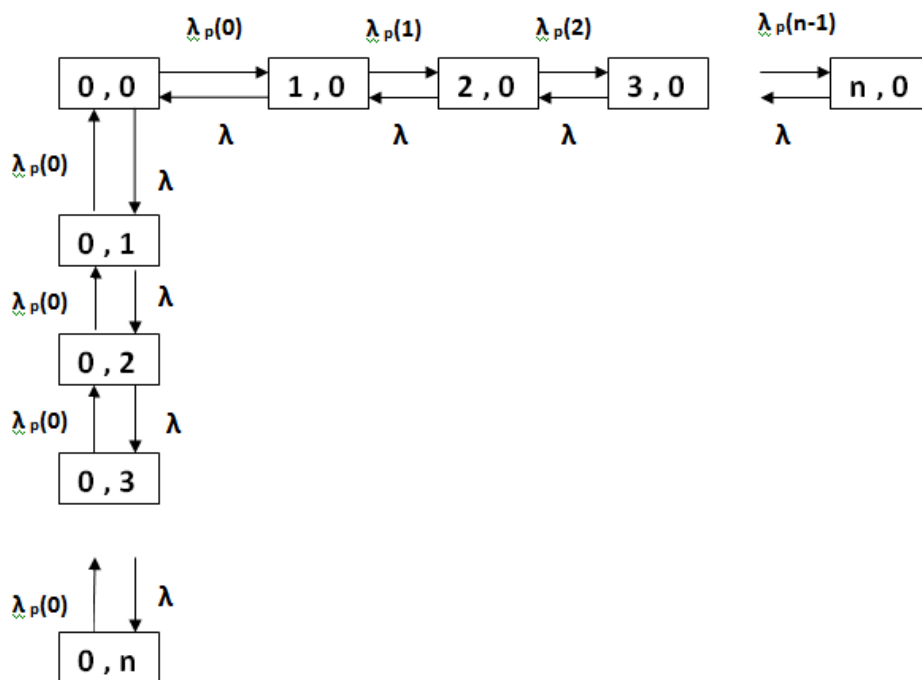 λp(0) λp(1) λp(2) λp(n-1)
0 , 0 1 , 0 2 , 0 3 , 0 n , 0
λ λ λ λ
λp(0) λ
0 , 1
λp(0) λ
0 , 2
λp(0) λ
0 , 3
λp(0) λ
0 , n